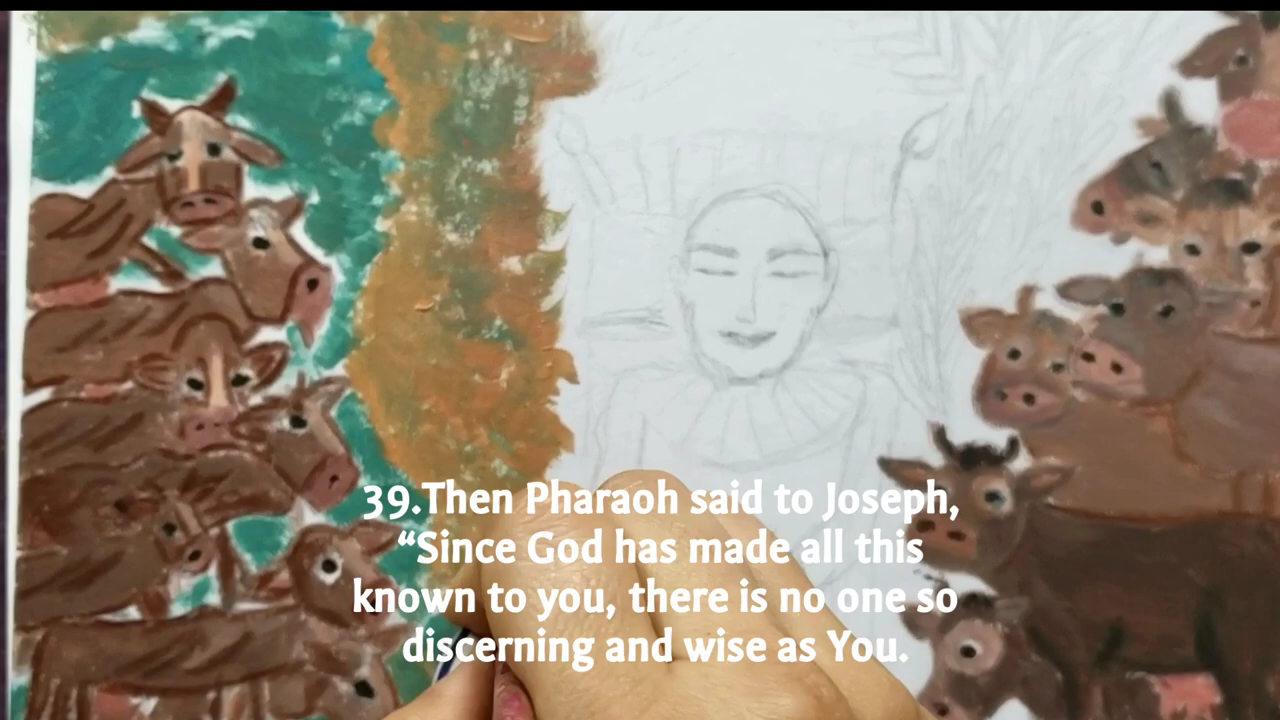 39.Then Pharaoh said to Joseph,
“Since God has made all this
known to you, there is no one so
discerning and wise as You.